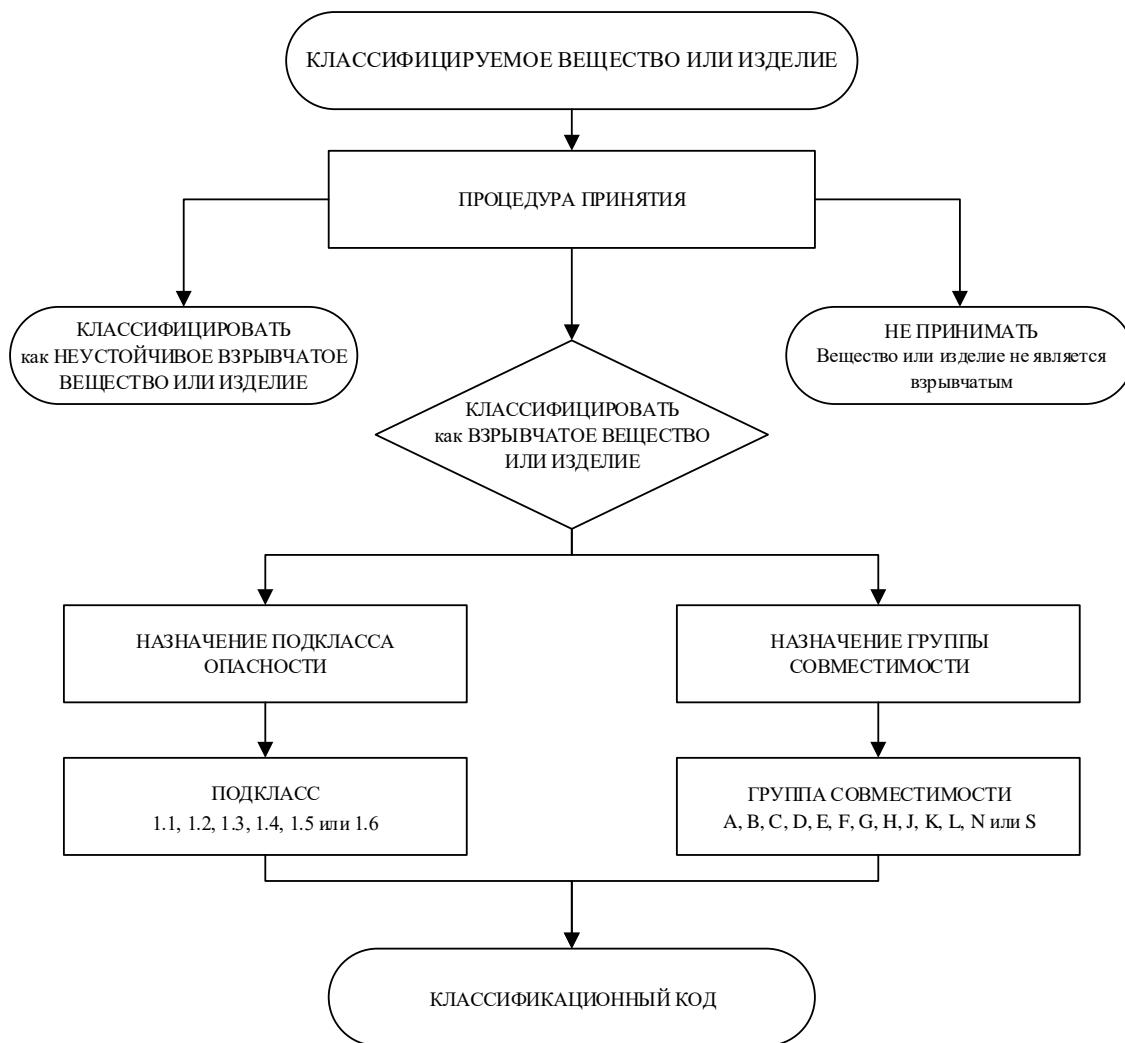 КЛАССИФИЦИРУЕМОЕ ВЕЩЕСТВО ИЛИ ИЗДЕЛИЕ
ПРОЦЕДУРА ПРИНЯТИЯ
КЛАССИФИЦИРОВАТЬ
как НЕУСТОЙЧИВОЕ ВЗРЫВЧАТОЕ
ВЕЩЕСТВО ИЛИ ИЗДЕЛИЕ
НЕ ПРИНИМАТЬ
Вещество или изделие не является
взрывчатым
КЛАССИФИЦИРОВАТЬ
как ВЗРЫВЧАТОЕ ВЕЩЕСТВО
ИЛИ ИЗДЕЛИЕ
НАЗНАЧЕНИЕ ПОДКЛАССА
ОПАСНОСТИ
НАЗНАЧЕНИЕ ГРУППЫ
СОВМЕСТИМОСТИ
ПОДКЛАСС
1.1, 1.2, 1.3, 1.4, 1.5 или 1.6
ГРУППА СОВМЕСТИМОСТИ
A, B, C, D, E, F, G, H, J, K, L, N или S
КЛАССИФИКАЦИОННЫЙ КОД